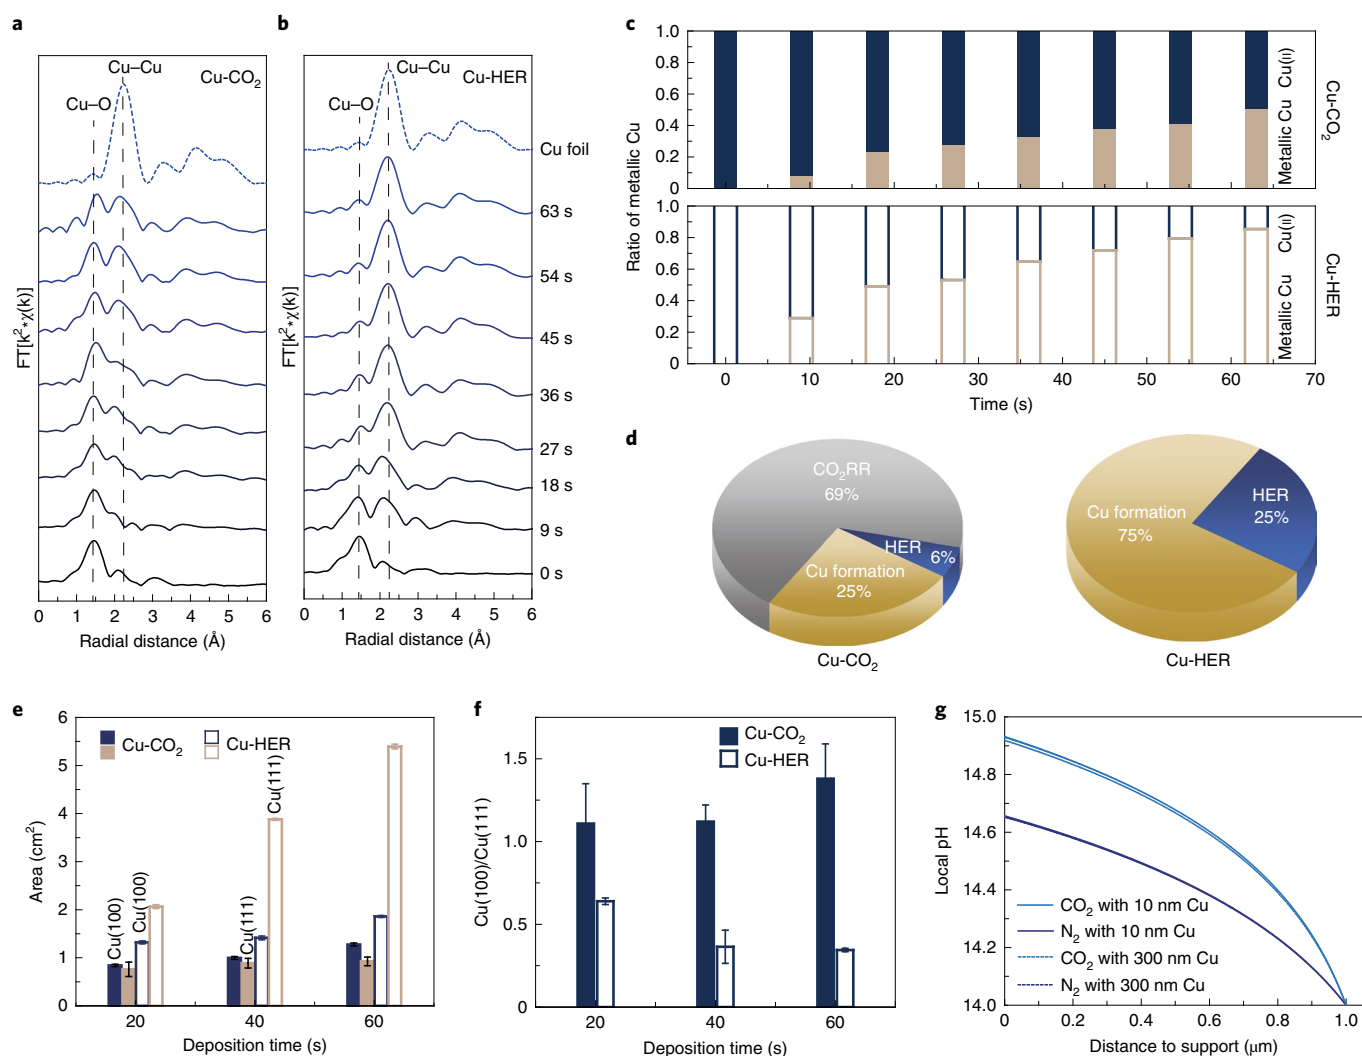 a
Cu-CO2
Cu–Cu
Cu–O
FT[k2*χ(k)]
0 1 2 3 4 5 6
Radial distance (Å)
b
Cu-HER
Cu–Cu
Cu–O
Cu foil
63 s
54 s
45 s
36 s
27 s
18 s
9 s
0 s
FT[k2*χ(k)]
0 1 2 3 4 5 6
Radial distance (Å)
c
Ratio of metallic Cu
1.0
0.8
0.6
0.4
0.2
0
Metallic Cu Cu(II)
Cu-CO2
1.0
0.8
0.6
0.4
0.2
0
Metallic Cu Cu(II)
Cu-HER
0 10 20 30 40 50 60 70
Time (s)
d
CO2RR
69%
HER
6%
Cu formation
25%
Cu-CO2
Cu formation
75%
HER
25%
Cu-HER
e
Area (cm2)
6
5
4
3
2
1
0
Cu-CO2
Cu-HER
Cu(100)
Cu(100)
Cu(111)
Cu(111)
20 40 60
Deposition time (s)
f
Cu(100)/Cu(111)
1.5
1.0
0.5
0
Cu-CO2
Cu-HER
20 40 60
Deposition time (s)
g
Local pH
15.0
14.8
14.6
14.4
14.2
14.0
CO2 with 10 nm Cu
N2 with 10 nm Cu
CO2 with 300 nm Cu
N2 with 300 nm Cu
0 0.2 0.4 0.6 0.8 1.0
Distance to support (μm)